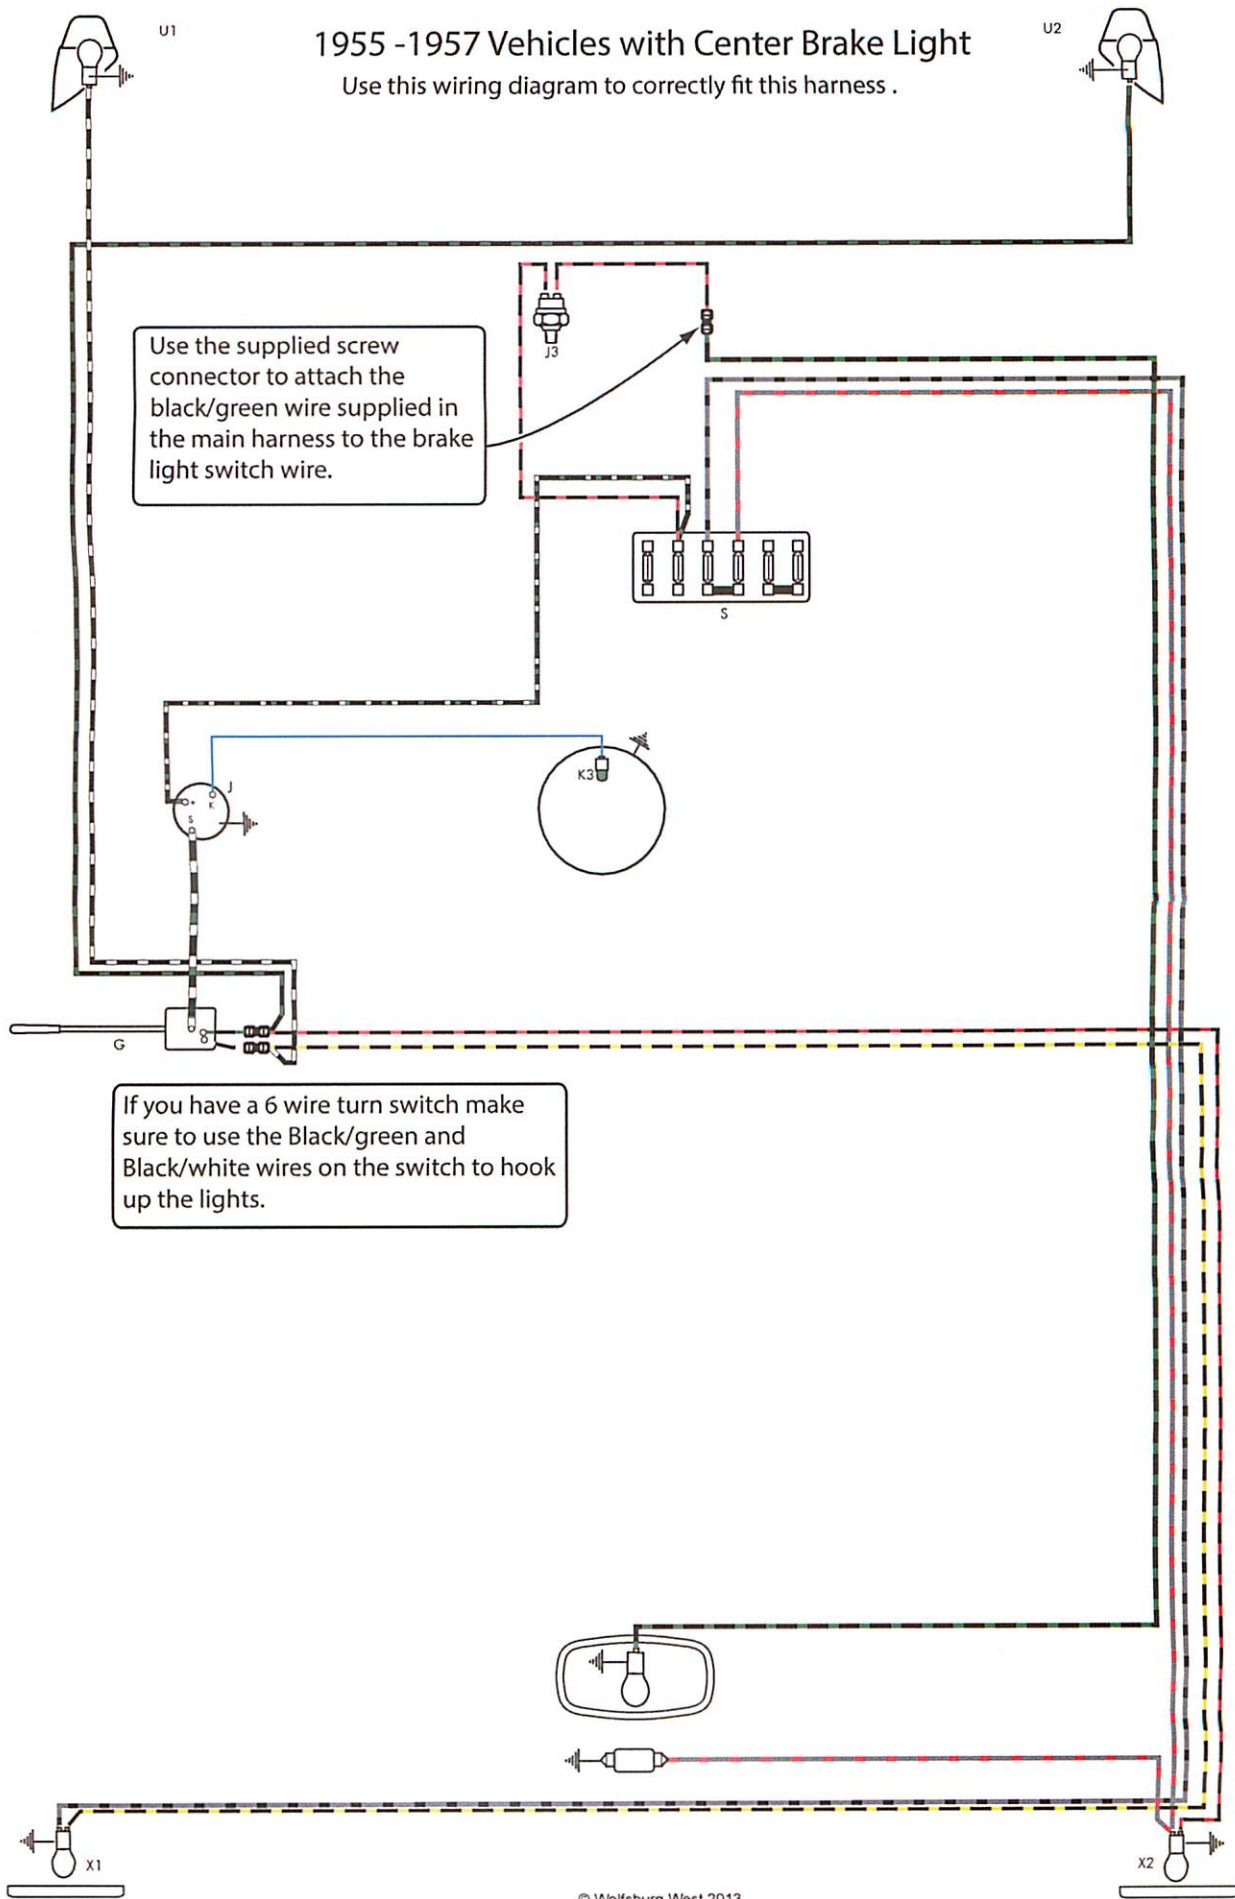 U1
1955 -1957 Vehicles with Center Brake Light
U2
Use this wiring diagram to correctly fit this harness .
Use the supplied screw
connector to attach the
black/green wire supplied in
the main harness to the brake
light switch wire.
J3
S
K3
J
+
K
S
G
If you have a 6 wire turn switch make
sure to use the Black/green and
Black/white wires on the switch to hook
up the lights.
X1
X2
© Wolfsburg West 2013